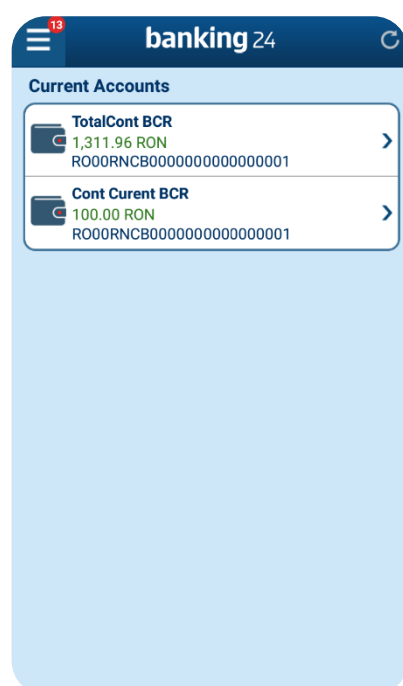 13
banking 24
Current Accounts
TotalCont BCR
1,311.96 RON
RO00RNCB0000000000000001
Cont Curent BCR
100.00 RON
RO00RNCB0000000000000001